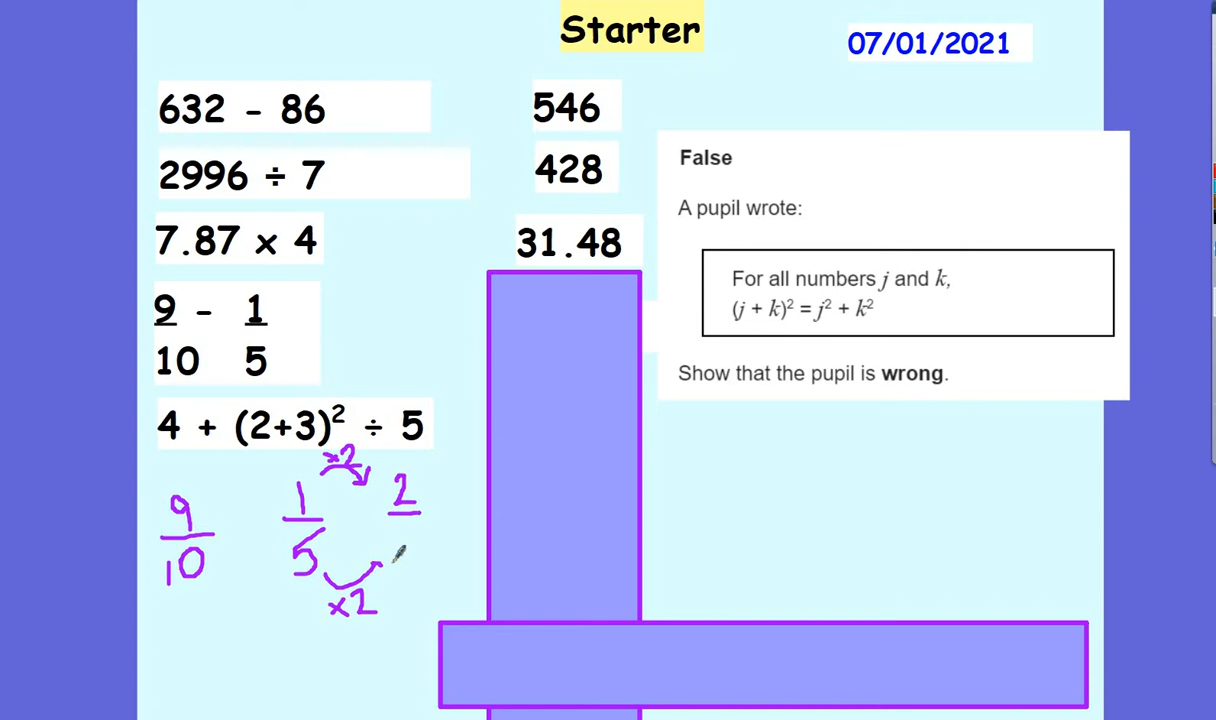 Starter
07/01/2021
632 - 86
546
2996 ÷ 7
428
7.87 x 4
31.48
9 - 1
10 5
4 + (2+3)² ÷ 5
False
A pupil wrote:
For all numbers j and k,
(j + k)² = j² + k²
Show that the pupil is wrong.
x2
9 1 2
10 5
x2